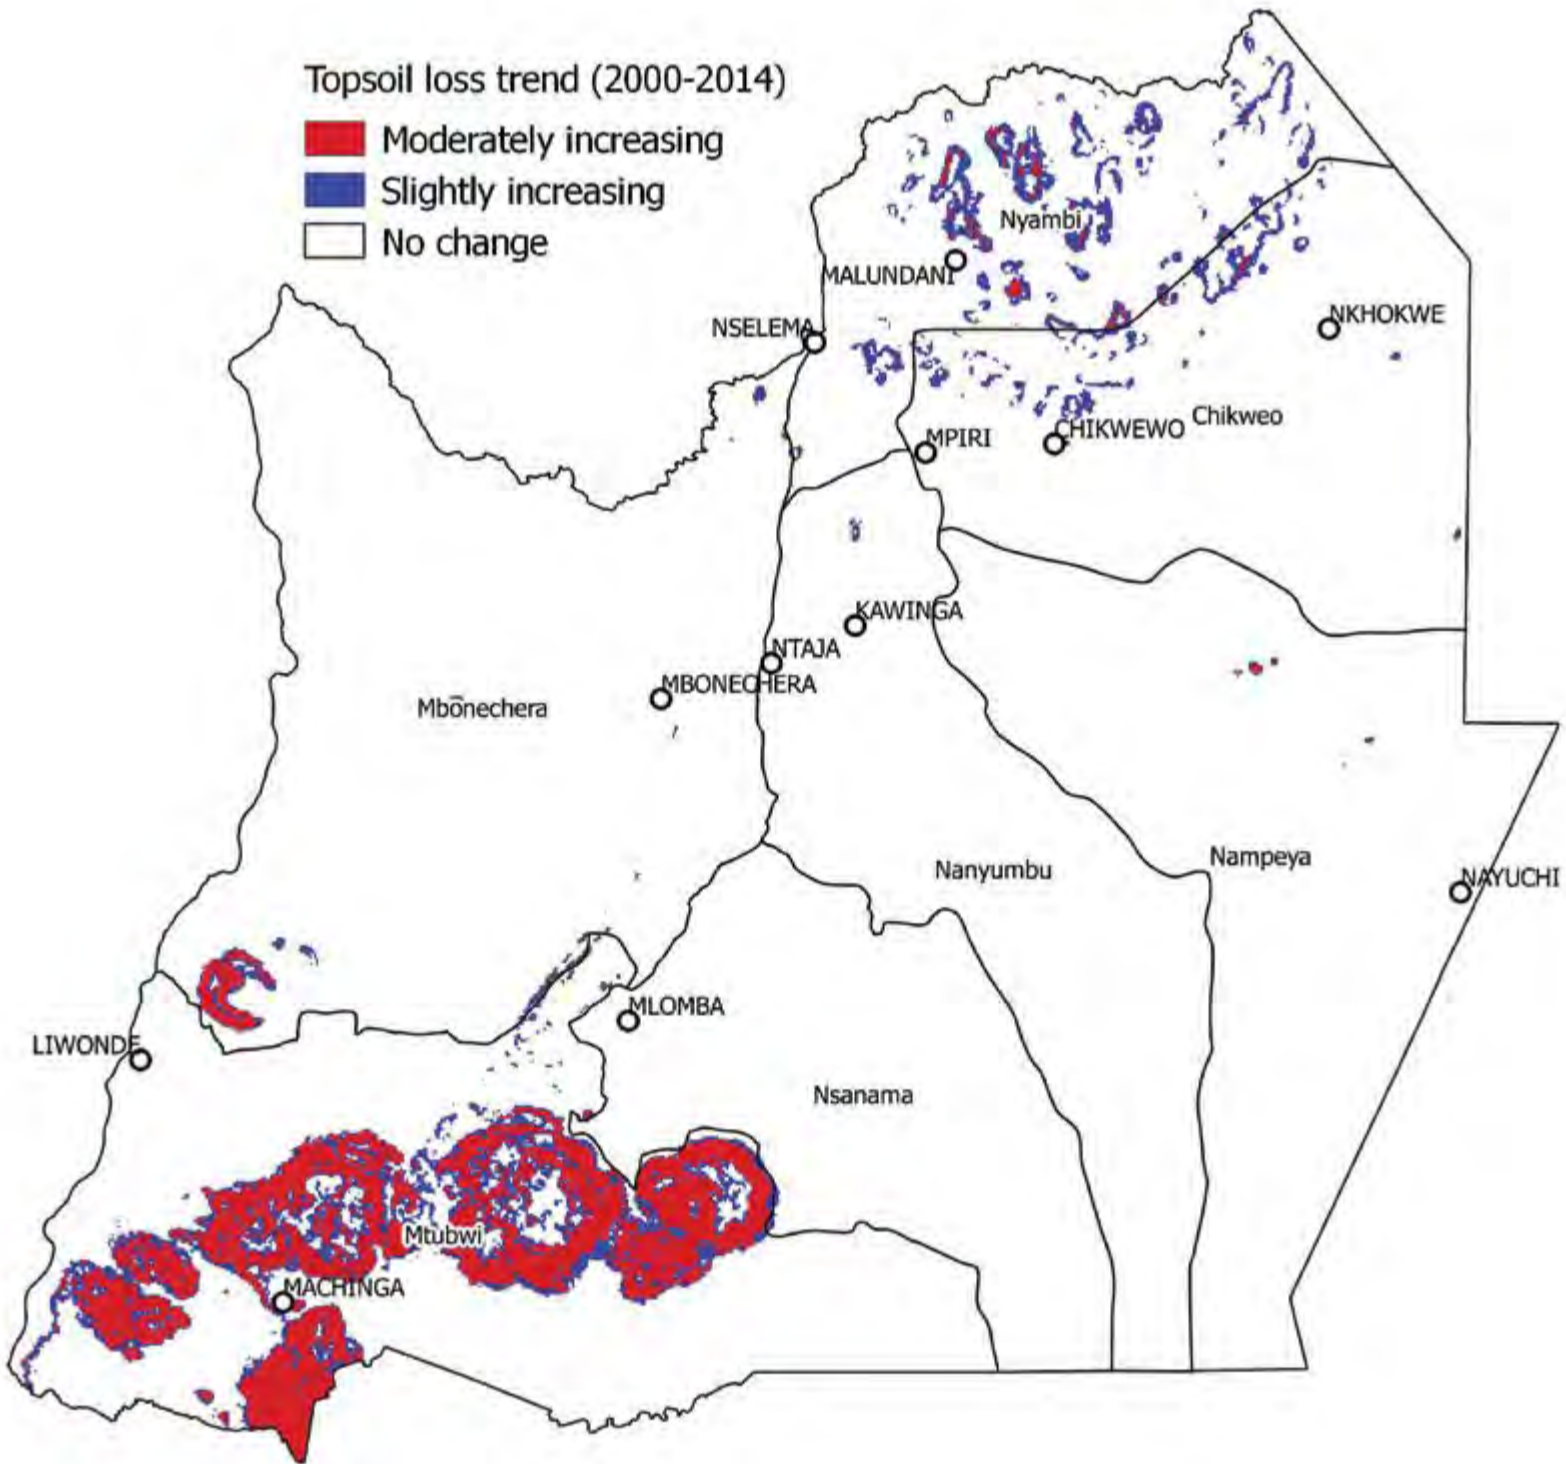 Topsoil loss trend (2000-2014)
Moderately increasing
Slightly increasing
No change
Nyambi
MALUNDANI
NSELEMA
NKHOKWE
Chikweo
CHIKWEWO
MPIRI
KAWINGA
NTAJA
MBONECHERA
Mbonechera
Nampeya
Nanyumbu
NAYUCHI
MLOMBA
LIWONDE
Nsanama
Mtubwi
MACHINGA